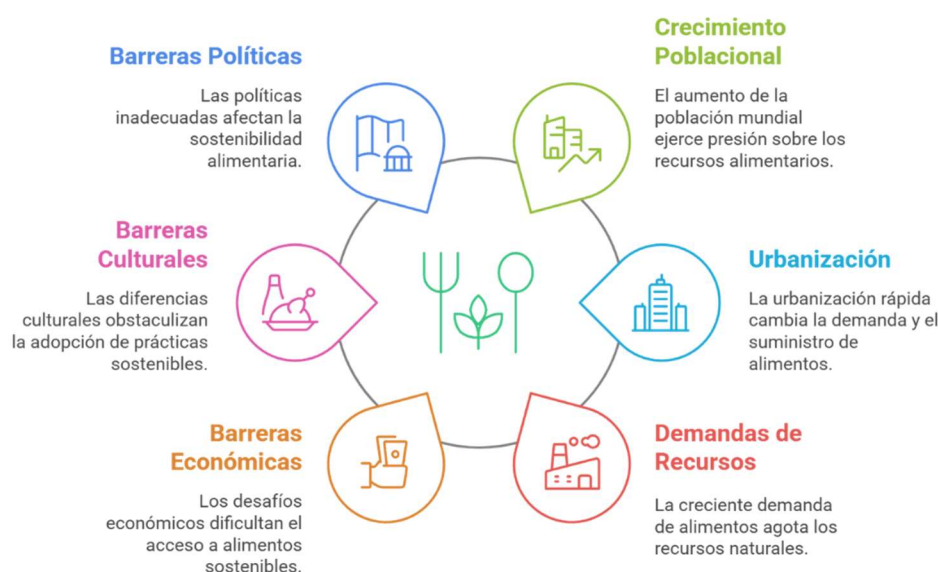 Barreras Políticas
Las políticas
inadecuadas afectan la
sostenibilidad
alimentaria.
Crecimiento
Poblacional
El aumento de la
población mundial
ejerce presión sobre los
recursos alimentarios.
Barreras
Culturales
Las diferencias
culturales obstaculizan
la adopción de prácticas
sostenibles.
Urbanización
La urbanización rápida
cambia la demanda y el
suministro de
alimentos.
Barreras
Económicas
Los desafíos
económicos dificultan el
acceso a alimentos
sostenibles.
Demandas de
Recursos
La creciente demanda
de alimentos agota los
recursos naturales.